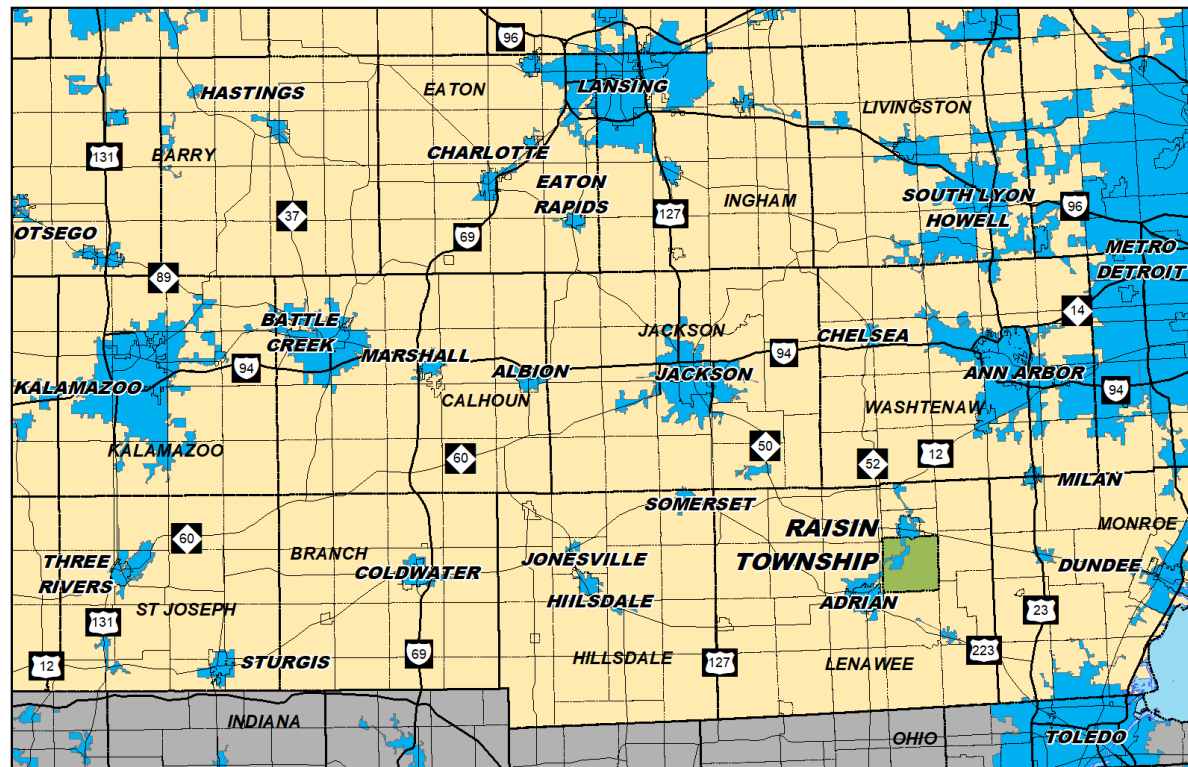 96
LANSING
EATON
HASTINGS
LIVINGSTON
131
BARRY
CHARLOTTE
EATON
RAPIDS
INGHAM
SOUTH LYON
HOWELL
96
37
127
OTSEGO
69
METRO
DETROIT
89
14
BATTLE
CREEK
JACKSON
CHELSEA
MARSHALL
94
94
ALBION
JACKSON
ANN ARBOR
KALAMAZOO
94
CALHOUN
WASHTENAW
KALAMAZOO
60
50
12
52
MILAN
SOMERSET
MONROE
RAISIN
TOWNSHIP
60
BRANCH
JONESVILLE
THREE
RIVERS
COLDWATER
DUNDEE
HIILSDALE
ADRIAN
ST JOSEPH
23
131
12
69
STURGIS
HILLSDALE
127
LENAWEE
223
INDIANA
OHIO
TOLEDO